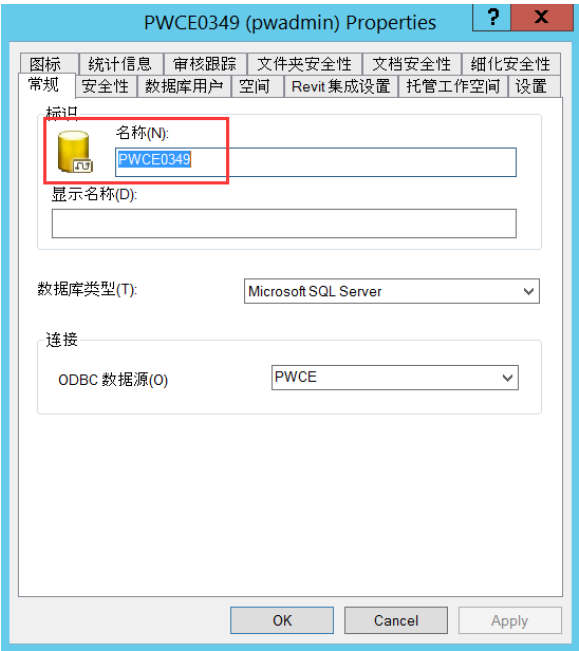 PWCE0349 (pwadmin) Properties
?
x
图标 统计信息 审核跟踪 文件夹安全性 文档安全性 细化安全性
常规 安全性 数据库用户 空间 Revit 集成设置 托管工作空间 设置
标识
名称(N):
PWCE0349
显示名称(D):
数据库类型(T): Microsoft SQL Server
连接
ODBC 数据源(O) PWCE
OK Cancel Apply